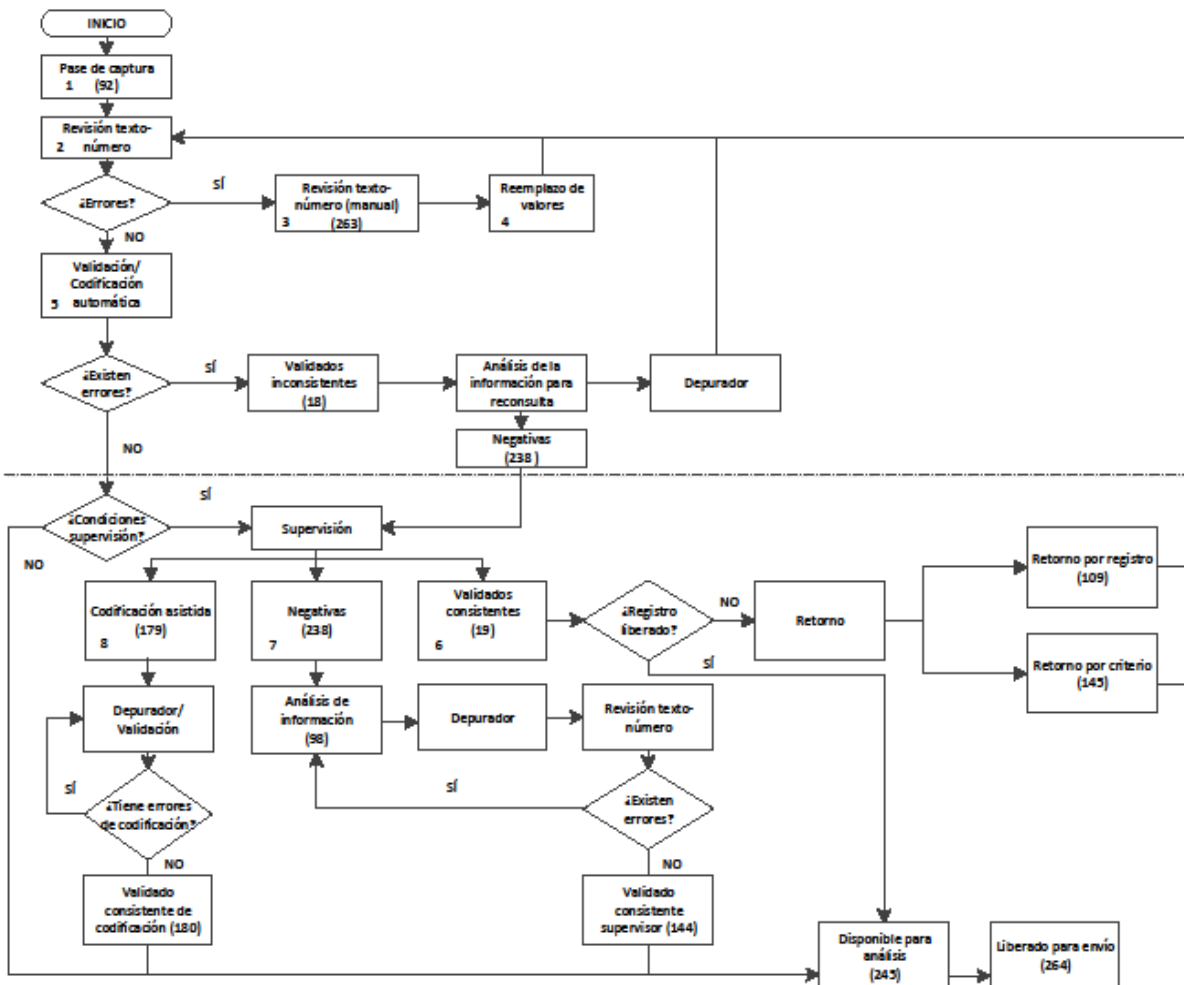 INICIO
Pase de captura
1 (92)
Revisión texto-
2 número
¿Errores?
SÍ
Revisión texto-
número (manual)
3 (263)
Reemplazo de
valores
4
NO
Validación/
Codificación
5 automática
¿Existen
errores?
SÍ
Validados
inconsistentes
(18)
Análisis de la
información para
reconsulta
Depurador
NO
Negativas
(238 )
¿Condiciones
supervisión?
SÍ
NO
Supervisión
Codificación asistida
(179)
8
Negativas
(238)
7
Validados
consistentes
(19)
6
¿Registro
liberado?
NO
SÍ
Retorno
Retorno por registro
(109)
Retorno por criterio
(145)
Depurador/
Validación
Análisis de
información
(98)
Depurador
Revisión texto-
número
SÍ
¿Tiene errores
de codificación?
NO
SÍ
¿Existen
errores?
NO
Validado
consistente de
codificación (180)
Validado
consistente
supervisor (144)
Disponible para
análisis
(245)
Liberado para envío
(264)